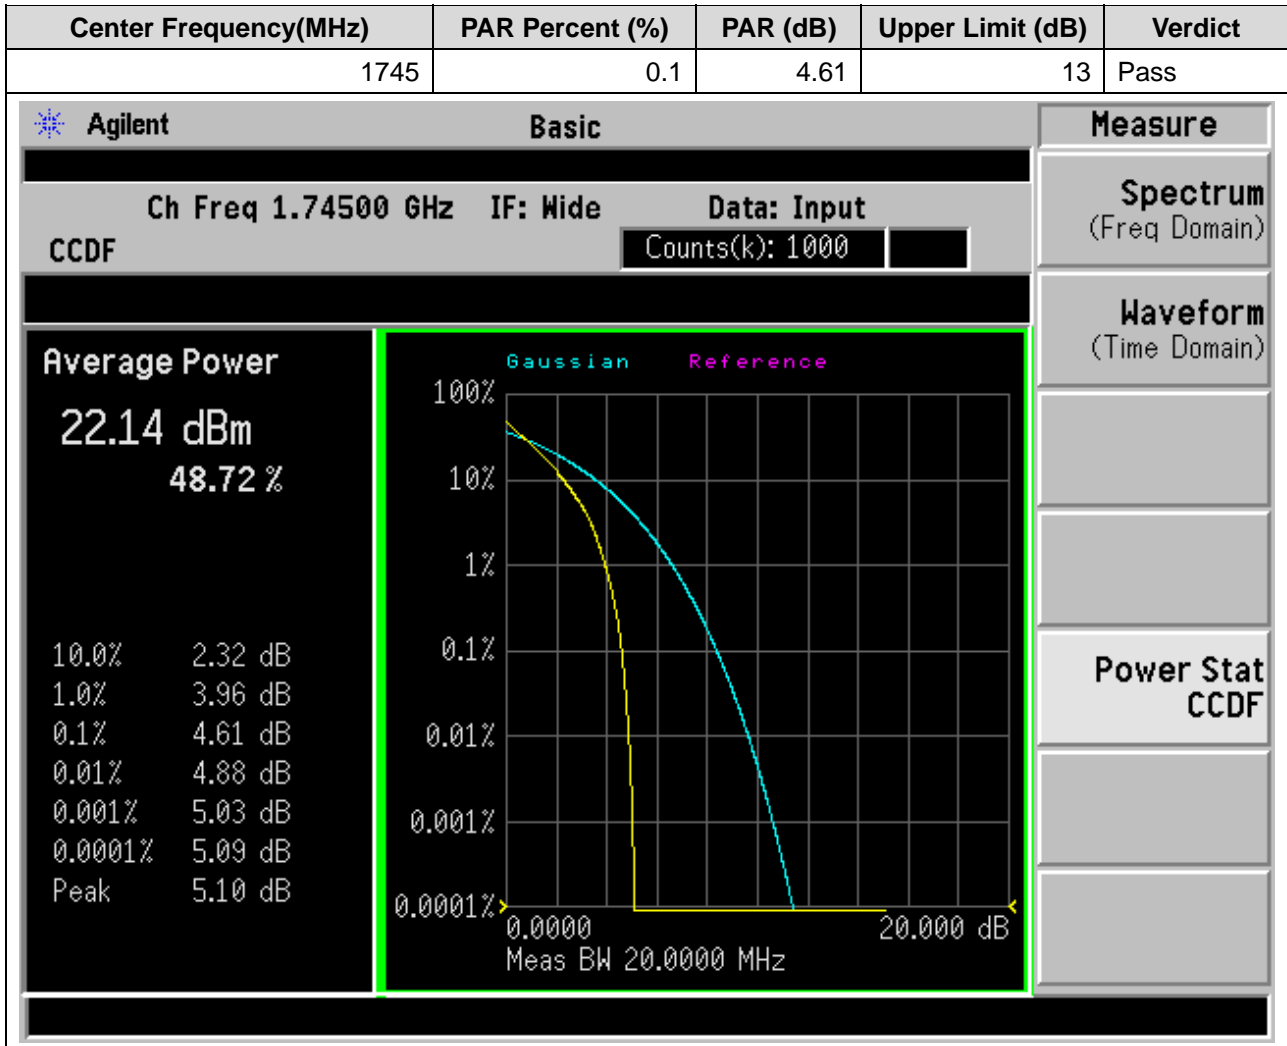 Center Frequency(MHz) PAR Percent (%) PAR (dB) Upper Limit (dB) Verdict
1745 0.1 4.61 13 Pass
Agilent Basic Measure
Ch Freq 1.74500 GHz IF: Wide Data: Input
CCDF Counts(k): 1000
Spectrum
(Freq Domain)
Waveform
(Time Domain)
Power Stat
CCDF
Average Power
22.14 dBm
48.72 %
10.0% 2.32 dB
1.0% 3.96 dB
0.1% 4.61 dB
0.01% 4.88 dB
0.001% 5.03 dB
0.0001% 5.09 dB
Peak 5.10 dB
Gaussian Reference
100%
10%
1%
0.1%
0.01%
0.001%
0.0001%
0.0000 20.000 dB
Meas BW 20.0000 MHz